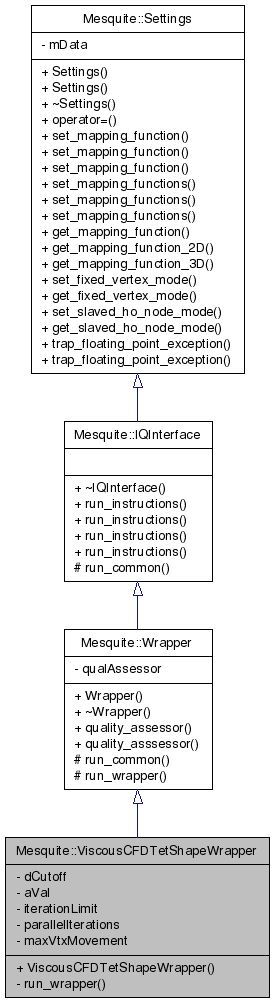 Mesquite::Settings
- mData
+ Settings()
+ Settings()
+ ~Settings()
+ operator=()
+ set_mapping_function()
+ set_mapping_function()
+ set_mapping_function()
+ set_mapping_functions()
+ set_mapping_functions()
+ set_mapping_functions()
+ get_mapping_function()
+ get_mapping_function_2D()
+ get_mapping_function_3D()
+ set_fixed_vertex_mode()
+ get_fixed_vertex_mode()
+ set_slaved_ho_node_mode()
+ get_slaved_ho_node_mode()
+ trap_floating_point_exception()
+ trap_floating_point_exception()
Mesquite::IQInterface
+ ~IQInterface()
+ run_instructions()
+ run_instructions()
+ run_instructions()
+ run_instructions()
# run_common()
Mesquite::Wrapper
- qualAssessor
+ Wrapper()
+ ~Wrapper()
+ quality_assessor()
+ quality_asssessor()
# run_common()
# run_wrapper()
Mesquite::ViscousCFDTetShapeWrapper
- dCutoff
- aVal
- iterationLimit
- parallelIterations
- maxVtxMovement
+ ViscousCFDTetShapeWrapper()
- run_wrapper()